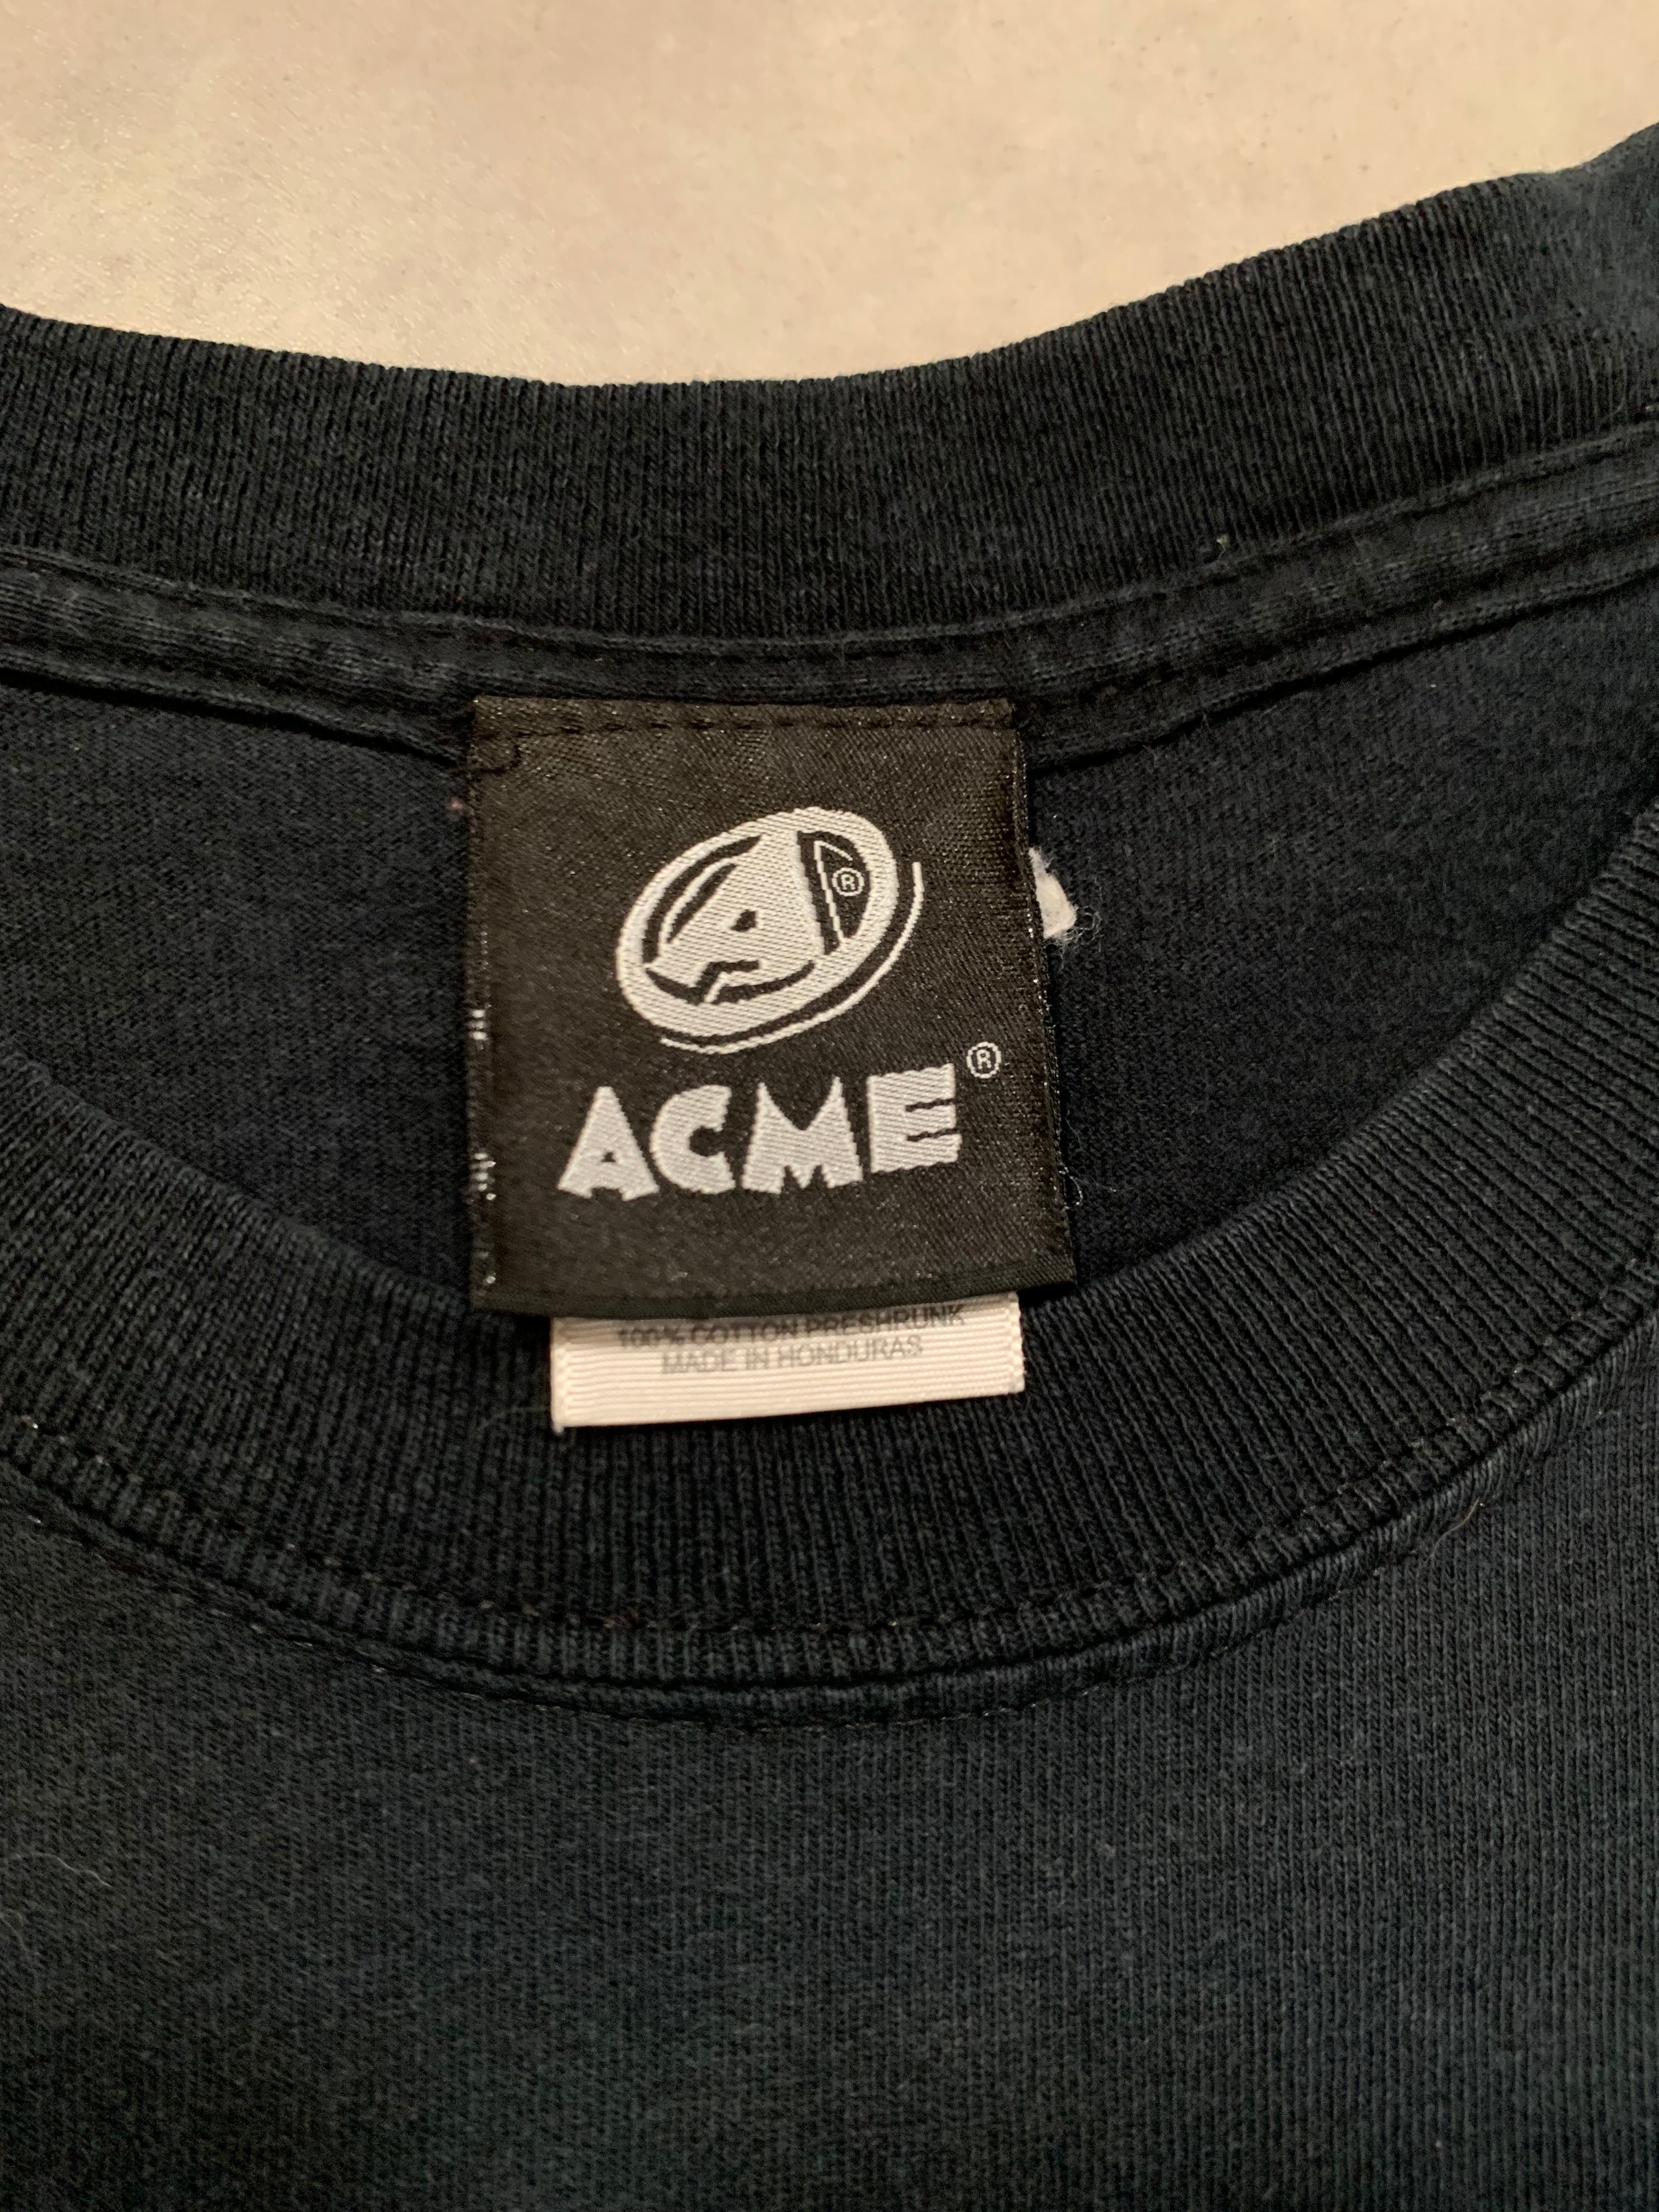 ®
ACME®
100% COTTON PRESHRUNK
MADE IN HONDURAS